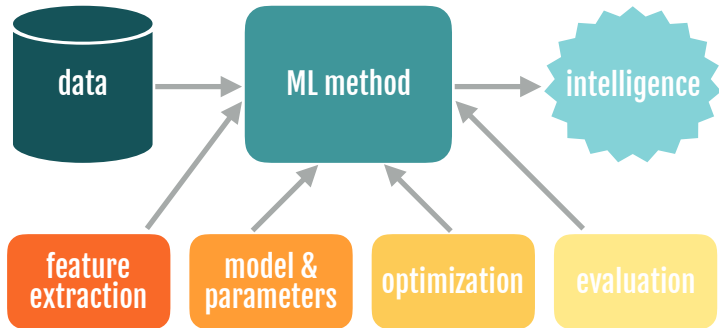 data
ML method
intelligence
feature
extraction
model &
parameters
optimization
evaluation